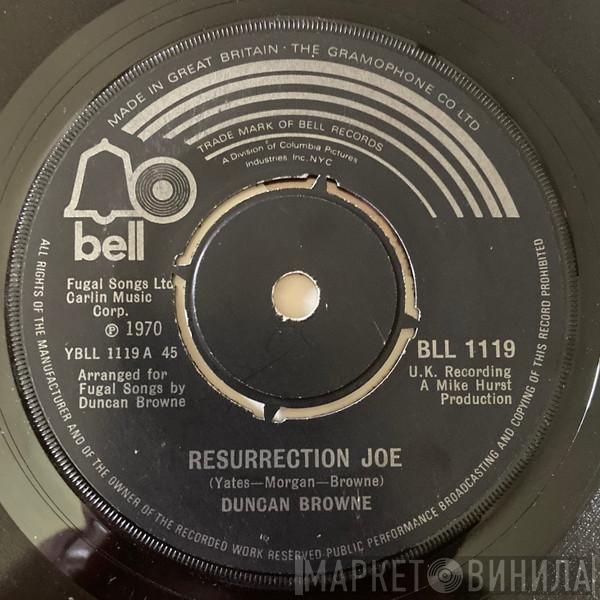 MADE IN GREAT BRITAIN · THE GRAMOPHONE CO LTD
TRADE MARK OF BELL RECORDS
A Division of Columbia Pictures
Industries, Inc. NYC
bell
Fugal Songs Ltd
Carlin Music
Corp.
℗ 1970
YBLL 1119 A 45
Arranged for
Fugal Songs by
Duncan Browne
BLL 1119
U.K. Recording
A Mike Hurst
Production
RESURRECTION JOE
(Yates—Morgan—Browne)
DUNCAN BROWNE
ALL RIGHTS OF THE MANUFACTURER AND OF THE OWNER OF THE RECORDED WORK RESERVED PUBLIC PERFORMANCE BROADCASTING AND COPYING OF THIS RECORD PROHIBITED
МАРКЕТ ВИНИЛА